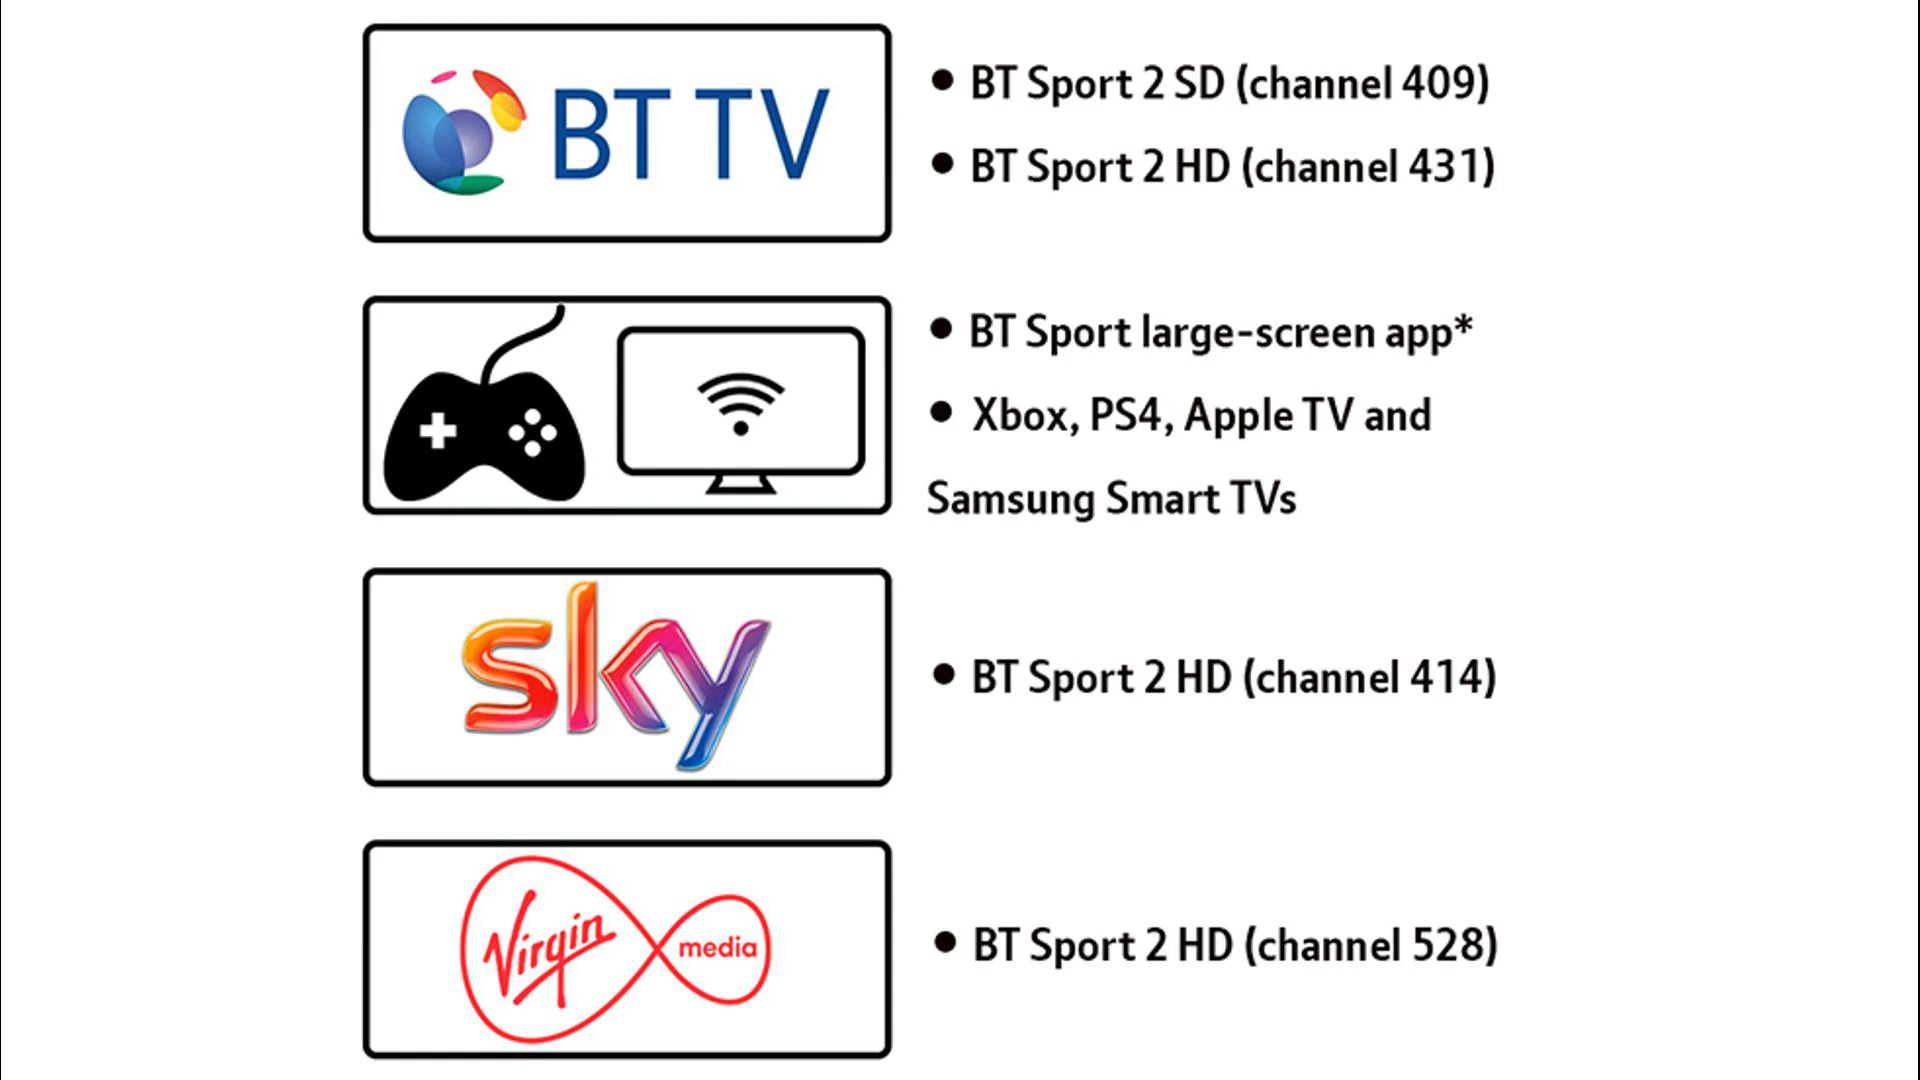 BT TV
• BT Sport 2 SD (channel 409)
• BT Sport 2 HD (channel 431)
• BT Sport large-screen app*
• Xbox, PS4, Apple TV and
Samsung Smart TVs
sky
• BT Sport 2 HD (channel 414)
Virgin media
• BT Sport 2 HD (channel 528)